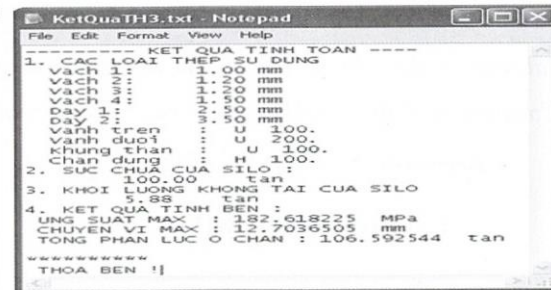 KetQuaTH3.txt - Notepad
File Edit Format View Help
--------- KET QUA TINH TOAN ----
1. CAC LOAI THEP SU DUNG
Vach 1: 1.00 mm
Vach 2: 1.20 mm
Vach 3: 1.20 mm
Vach 4: 1.50 mm
Day 1: 2.50 mm
Day 2: 3.50 mm
Vanh tren : U 100.
Vanh duoi : U 200.
Khung than : U 100.
Chan dung : H 100.
2. SUC CHUA CUA SILO :
100.00 tan
3. KHOI LUONG KHONG TAI CUA SILO
5.88 tan
4. KET QUA TINH BEN :
UNG SUAT MAX : 182.618225 MPa
CHUYEN VI MAX : 12.7036505 mm
TONG PHAN LUC O CHAN : 106.592544 tan
**********
THOA BEN !